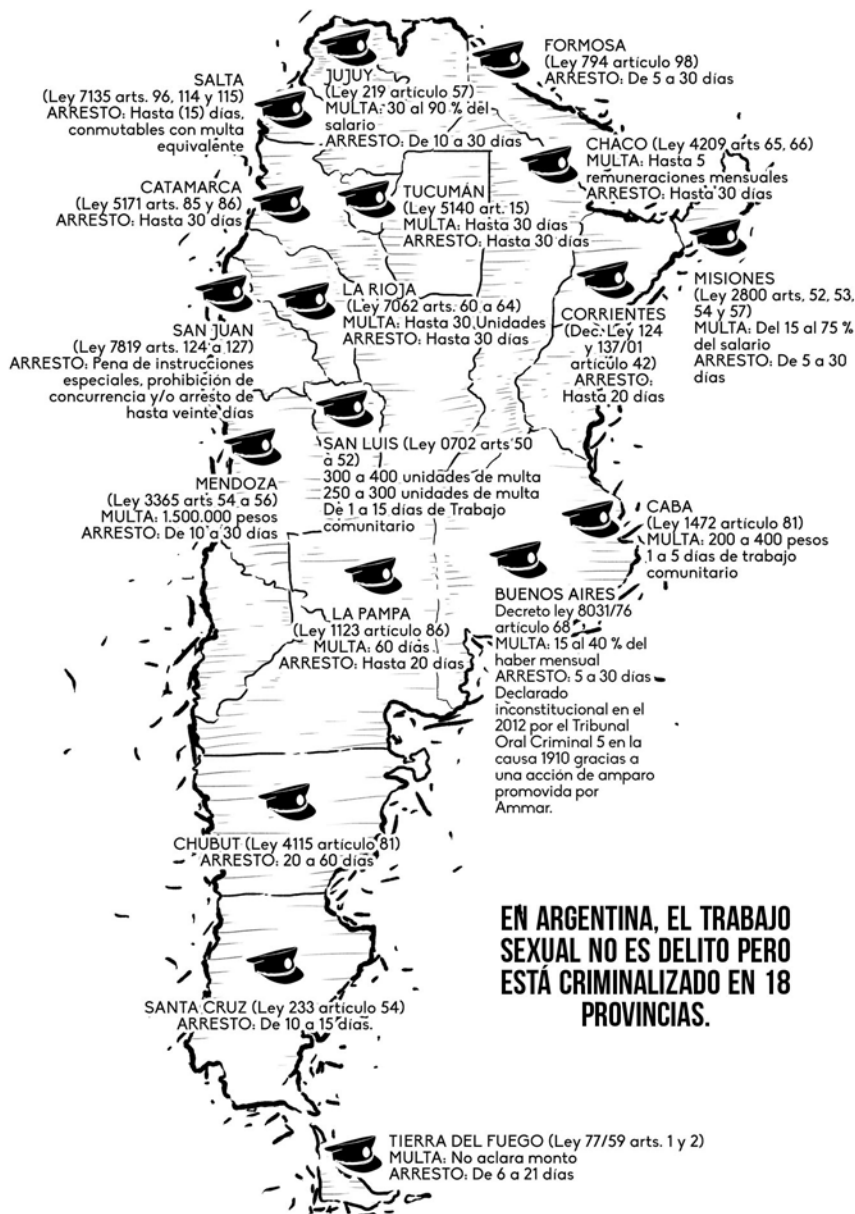 FORMOSA
(Ley 794 artículo 98)
ARRESTO: De 5 a 30 días
JUJUY
(Ley 219 artículo 57)
MULTA: 30 al 90 % del
salario
ARRESTO: De 10 a 30 días
SALTA
(Ley 7135 arts. 96, 114 y 115)
ARRESTO: Hasta (15) días,
conmutables con multa
equivalente
CHACO (Ley 4209 arts 65, 66)
MULTA: Hasta 5
remuneraciones mensuales
ARRESTO: Hasta 30 días
CATAMARCA
(Ley 5171 arts. 85 y 86)
ARRESTO: Hasta 30 días
TUCUMÁN
(Ley 5140 art. 15)
MULTA: Hasta 30 días
ARRESTO: Hasta 30 días
MISIONES
(Ley 2800 arts, 52, 53,
54 y 57)
MULTA: Del 15 al 75 %
del salario
ARRESTO: De 5 a 30
días
LA RIOJA
(Ley 7062 arts. 60 a 64)
MULTA: Hasta 30 Unidades
ARRESTO: Hasta 30 días
CORRIENTES
(Dec. Ley 124
y 137/01
artículo 42)
ARRESTO:
Hasta 20 días
SAN JUAN
(Ley 7819 arts. 124 a 127)
ARRESTO: Pena de instrucciones
especiales, prohibición de
concurrencia y/o arresto de
hasta veinte días
SAN LUIS (Ley 0702 arts 50
a 52)
300 a 400 unidades de multa
250 a 300 unidades de multa
De 1 a 15 días de Trabajo
comunitario
MENDOZA
(Ley 3365 arts 54 a 56)
MULTA: 1.500.000 pesos
ARRESTO: De 10 a 30 días
CABA
(Ley 1472 artículo 81)
MULTA: 200 a 400 pesos
1 a 5 días de trabajo
comunitario
BUENOS AIRES
Decreto ley 8031/76
artículo 68
MULTA: 15 al 40 % del
haber mensual
ARRESTO: 5 a 30 días
Declarado
inconstitucional en el
2012 por el Tribunal
Oral Criminal 5 en la
causa 1910 gracias a
una acción de amparo
promovida por
Ammar.
LA PAMPA
(Ley 1123 artículo 86)
MULTA: 60 días
ARRESTO: Hasta 20 días
CHUBUT (Ley 4115 artículo 81)
ARRESTO: 20 a 60 días
EN ARGENTINA, EL TRABAJO
SEXUAL NO ES DELITO PERO
ESTÁ CRIMINALIZADO EN 18
PROVINCIAS.
SANTA CRUZ (Ley 233 artículo 54)
ARRESTO: De 10 a 15 días.
TIERRA DEL FUEGO (Ley 77/59 arts. 1 y 2)
MULTA: No aclara monto
ARRESTO: De 6 a 21 días